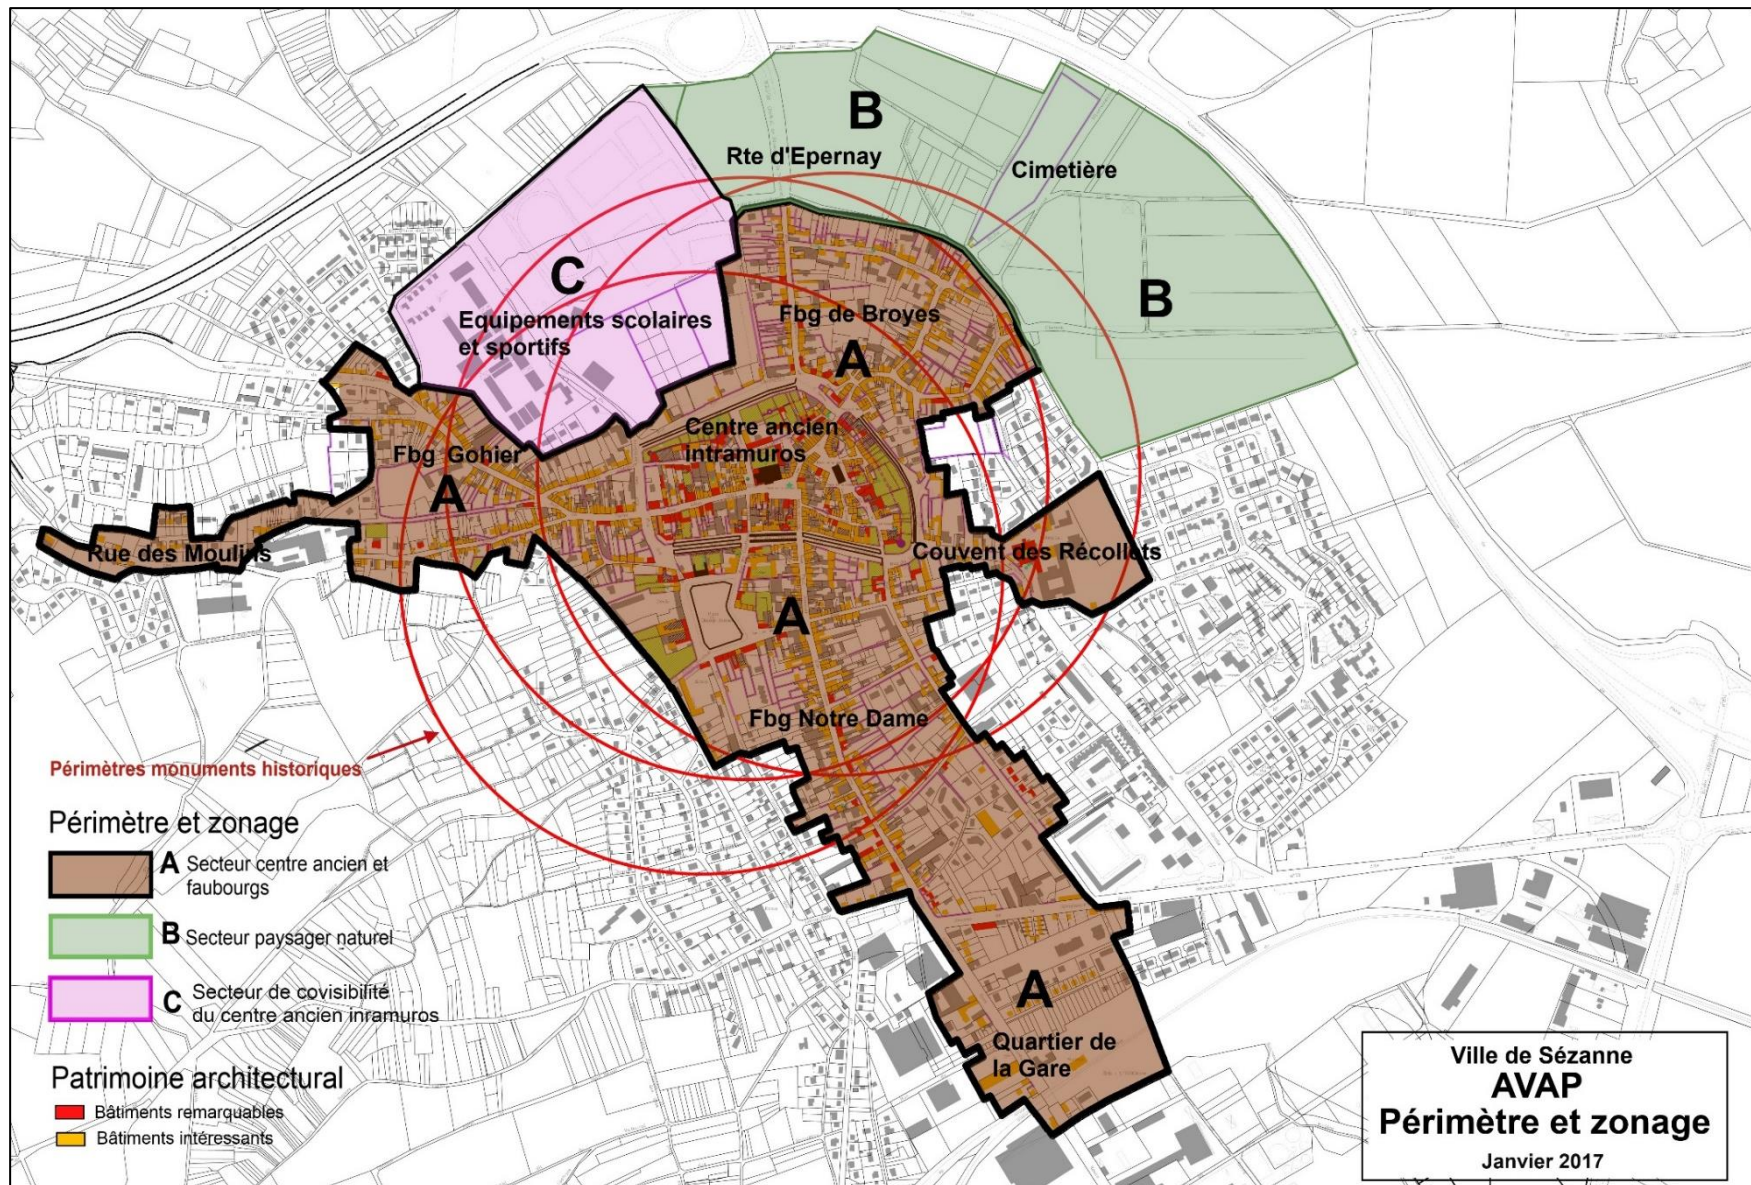 B
Rte d'Epernay
Cimetière
C
B
Equipements scolaires
et sportifs
Fbg de Broyes
A
Centre ancien
intramuros
Fbg Gohier
A
Rue des Moulins
Couvent des Récollets
A
Fbg Notre Dame
Périmètres monuments historiques
Périmètre et zonage
A Secteur centre ancien et
faubourgs
B Secteur paysager naturel
C Secteur de covisibilité
du centre ancien inramuros
A
Quartier de
la Gare
Patrimoine architectural
Bâtiments remarquables
Bâtiments intéressants
Ville de Sézanne
AVAP
Périmètre et zonage
Janvier 2017